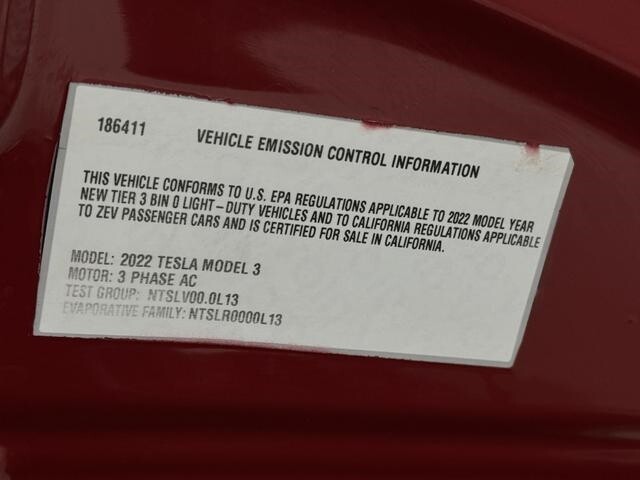 186411
VEHICLE EMISSION CONTROL INFORMATION
THIS VEHICLE CONFORMS TO U.S. EPA REGULATIONS APPLICABLE TO 2022 MODEL YEAR
NEW TIER 3 BIN 0 LIGHT-DUTY VEHICLES AND TO CALIFORNIA REGULATIONS APPLICABLE
TO ZEV PASSENGER CARS AND IS CERTIFIED FOR SALE IN CALIFORNIA.
MODEL: 2022 TESLA MODEL 3
MOTOR: 3 PHASE AC
TEST GROUP: NTSLV00.0L13
EVAPORATIVE FAMILY: NTSLR0000L13